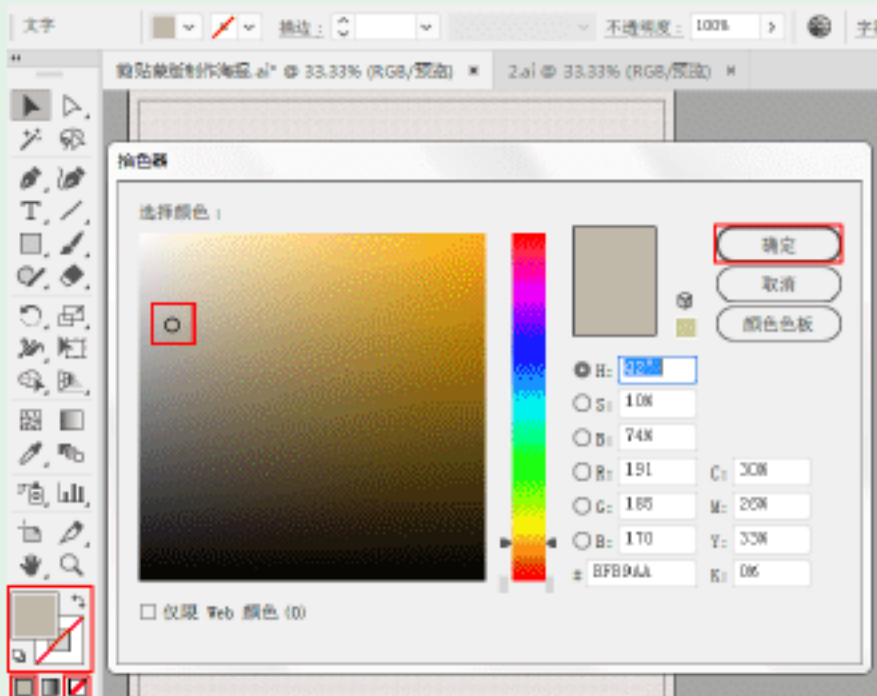 文字 描边： 不透明度： 100% 字符
剪贴蒙版制作海报.ai* @ 33.33% (RGB/预览) × 2.ai @ 33.33% (RGB/预览) ×
拾色器
选择颜色：
确定
取消
颜色色板
H:
S: 10%
B: 74%
R: 191 C: 30%
G: 185 M: 26%
B: 170 Y: 33%
# BFB9AA K: 0%
仅限 Web 颜色 (O)